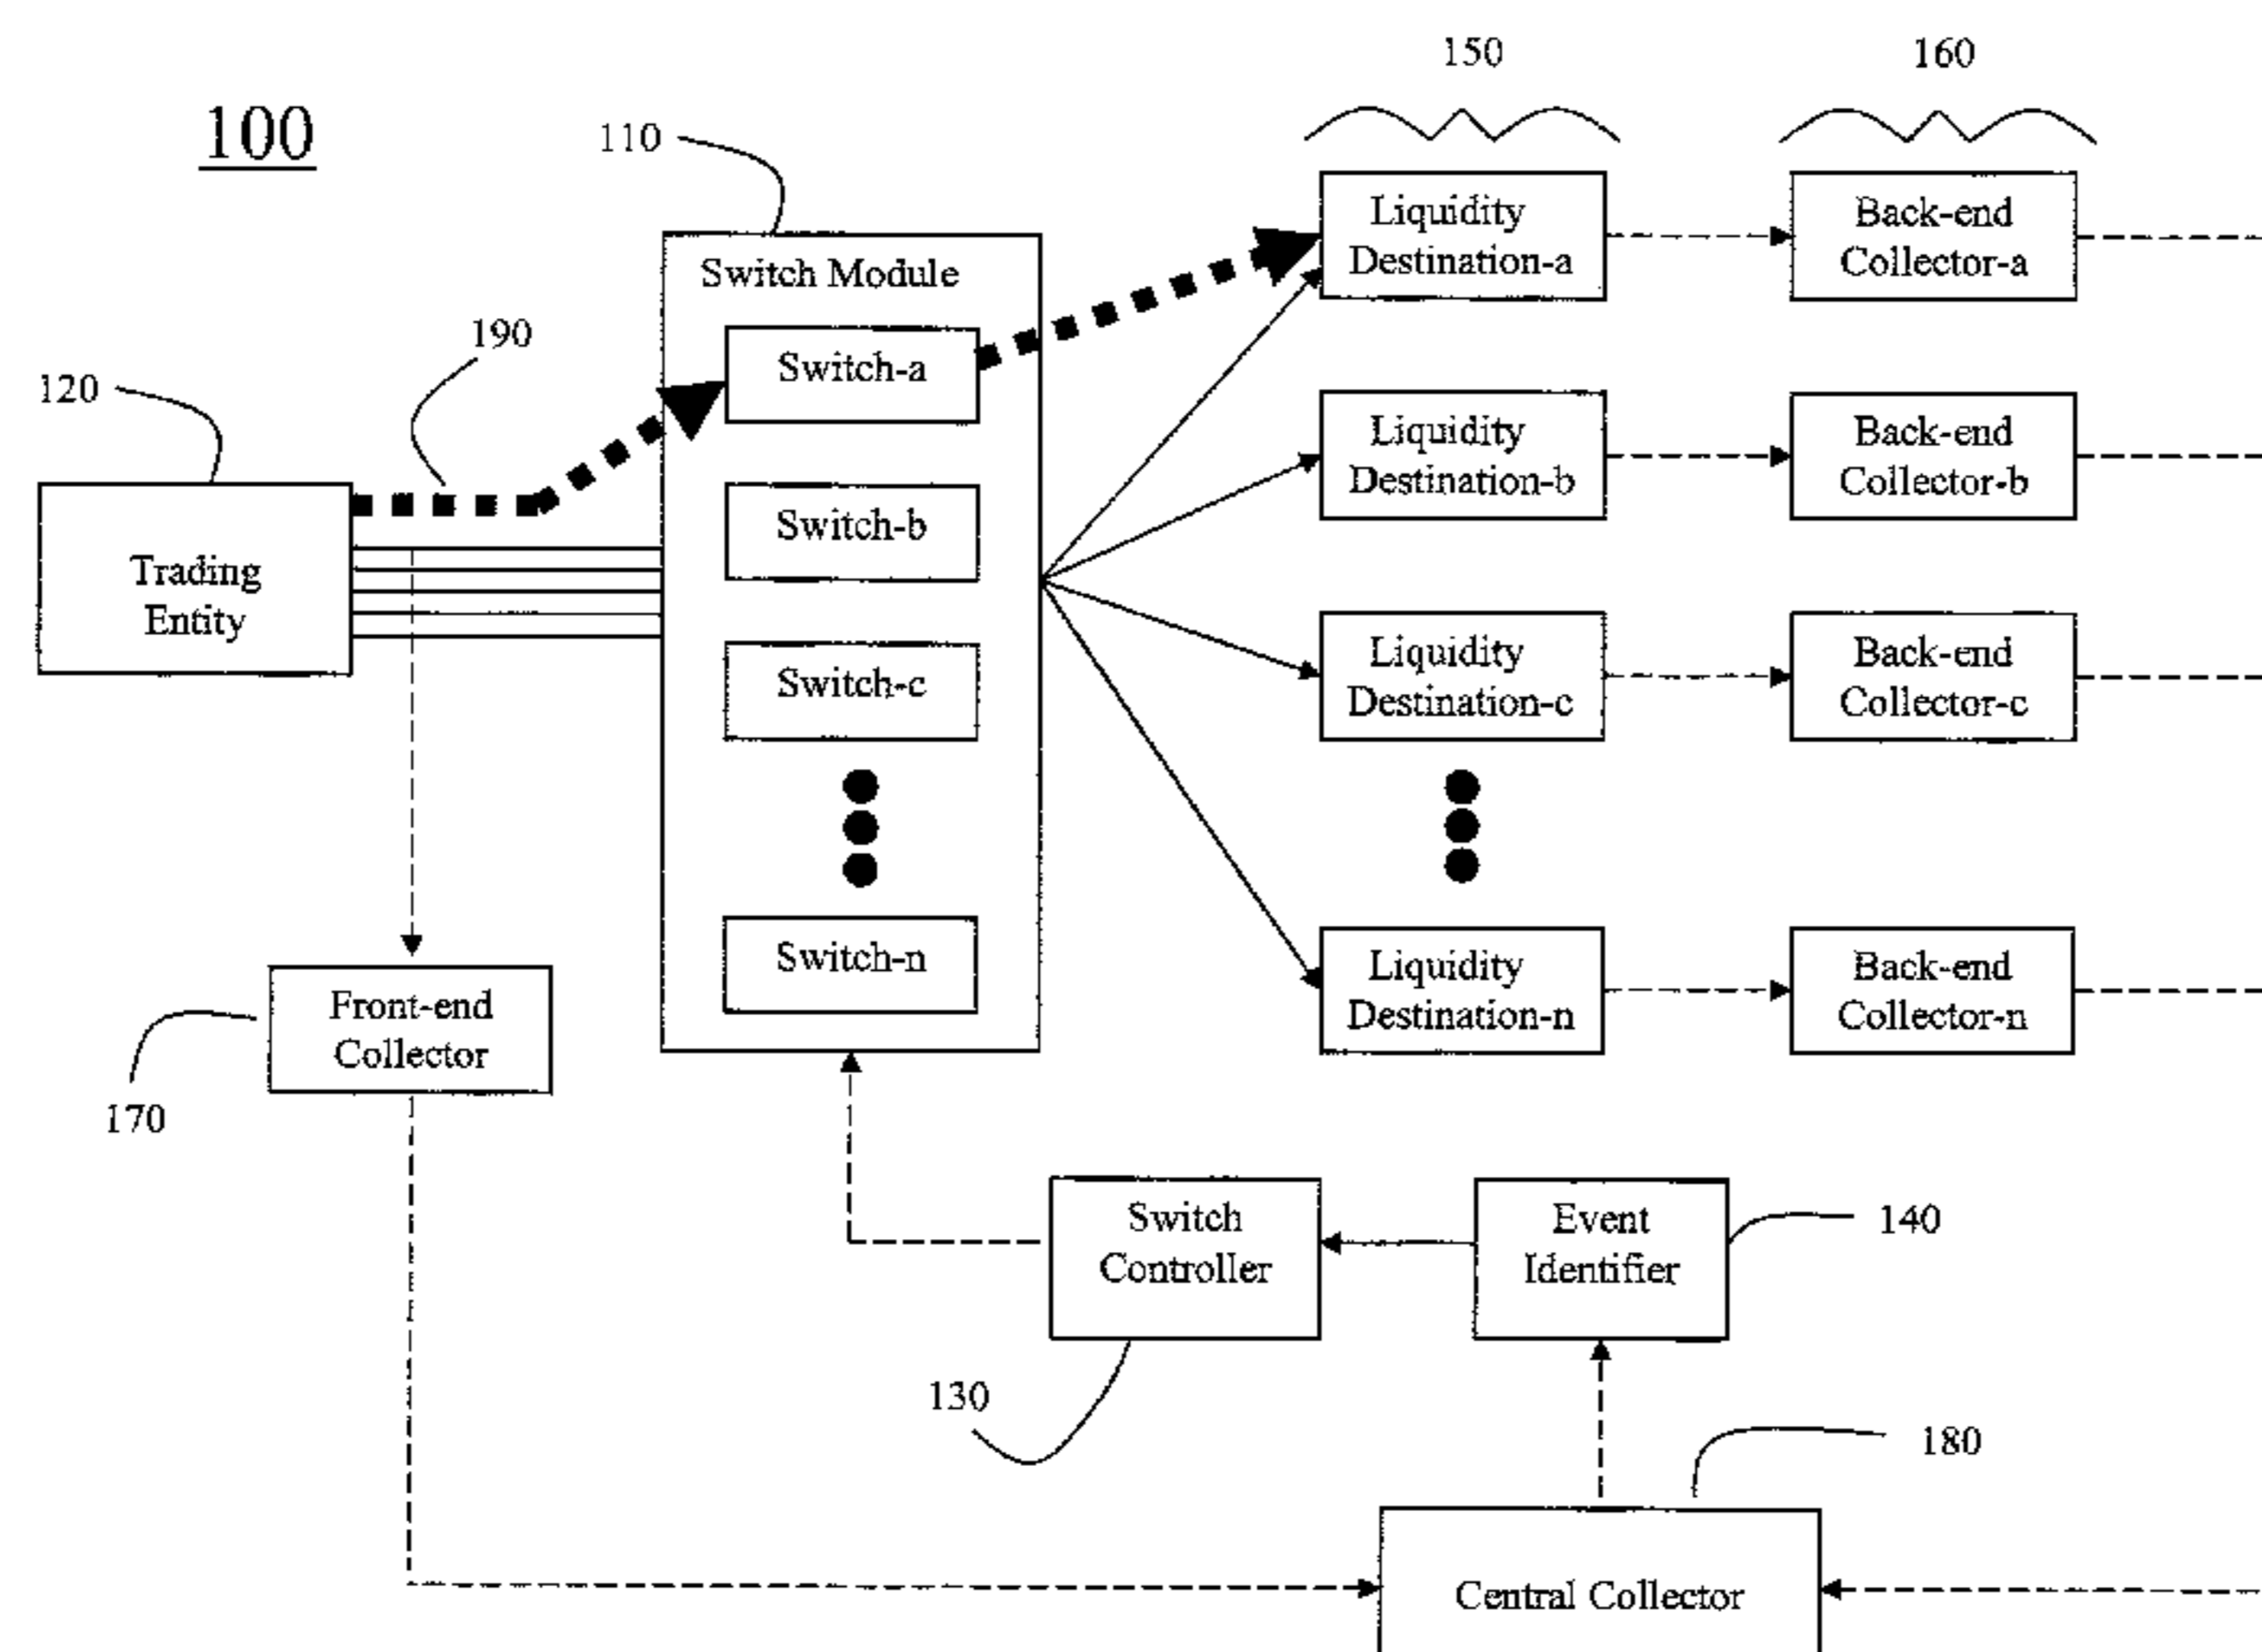 150
160
100
110
Liquidity
Destination-a
Back-end
Collector-a
Switch Module
190
Switch-a
120
Liquidity
Destination-b
Back-end
Collector-b
Switch-b
Trading
Entity
Liquidity
Destination-c
Back-end
Collector-c
Switch-c
Switch-n
Liquidity
Destination-n
Back-end
Collector-n
Front-end
Collector
170
Switch
Controller
Event
Identifier
140
130
180
Central Collector